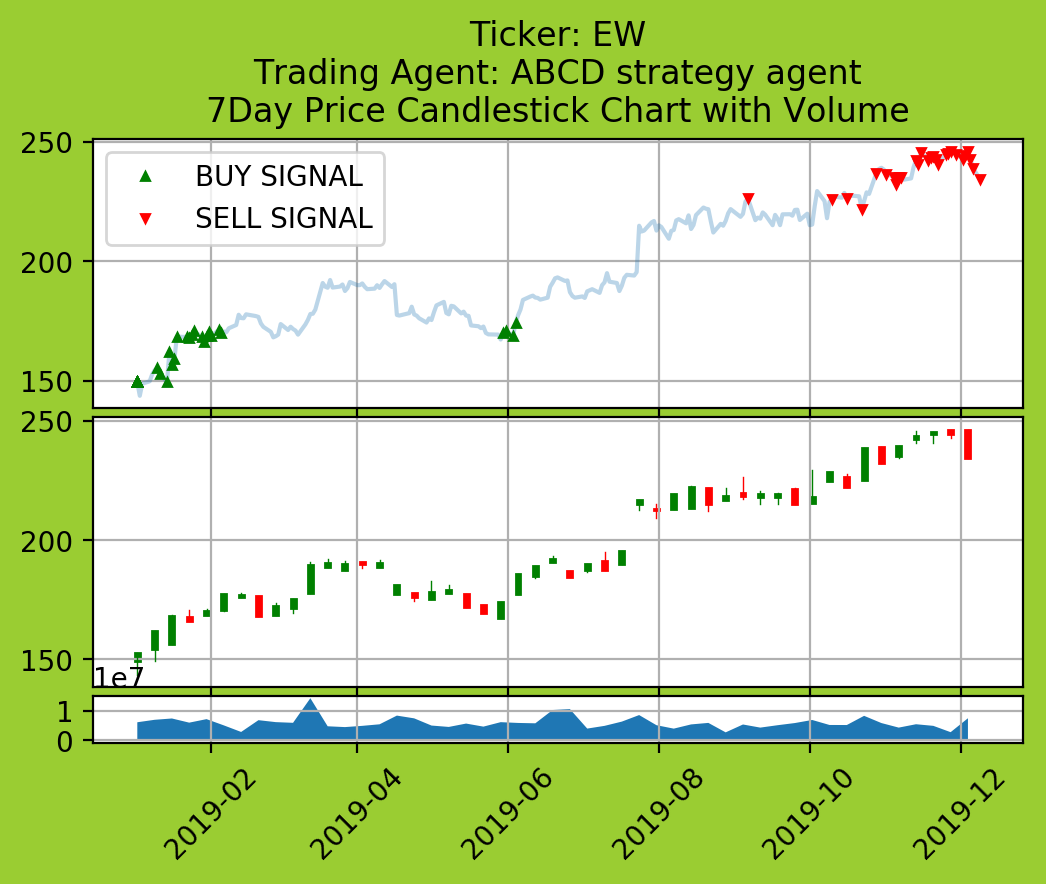 Ticker: EW
Trading Agent: ABCD strategy agent
7Day Price Candlestick Chart with Volume
250
BUY SIGNAL
SELL SIGNAL
200
150
250
200
150
1e7
1
0
2019-02
2019-04
2019-06
2019-08
2019-10
2019-12